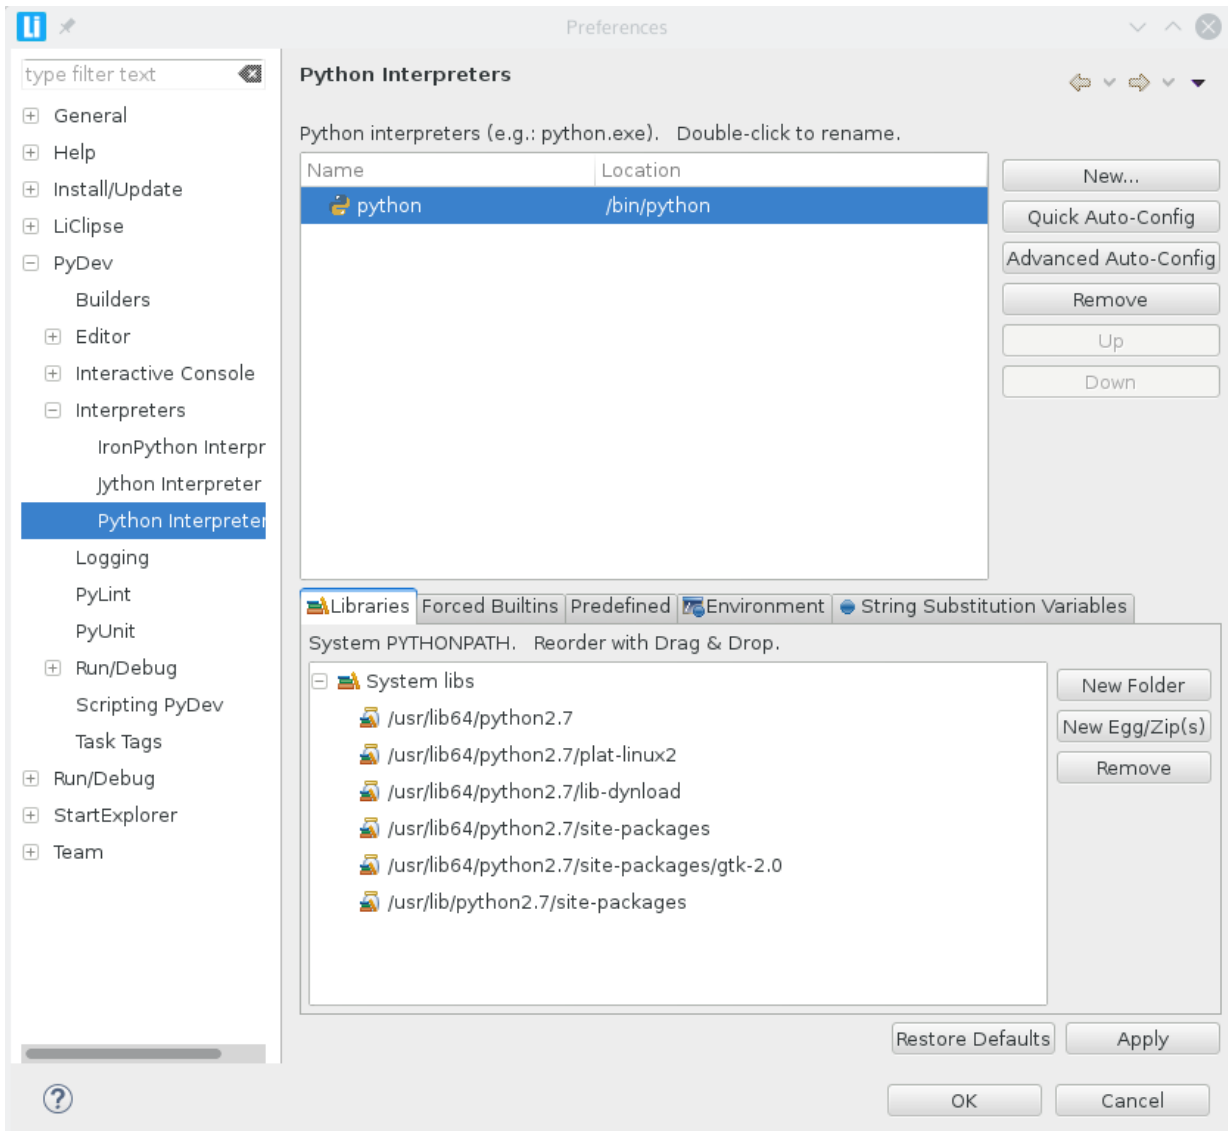 Li
Preferences
type filter text
General
Help
Install/Update
LiClipse
PyDev
Builders
Editor
Interactive Console
Interpreters
IronPython Interpr
Jython Interpreter
Python Interpreter
Logging
PyLint
PyUnit
Run/Debug
Scripting PyDev
Task Tags
Run/Debug
StartExplorer
Team
Python Interpreters
Python interpreters (e.g.: python.exe). Double-click to rename.
Name Location
python /bin/python
New...
Quick Auto-Config
Advanced Auto-Config
Remove
Up
Down
Libraries Forced Builtins Predefined Environment String Substitution Variables
System PYTHONPATH. Reorder with Drag & Drop.
System libs
/usr/lib64/python2.7
/usr/lib64/python2.7/plat-linux2
/usr/lib64/python2.7/lib-dynload
/usr/lib64/python2.7/site-packages
/usr/lib64/python2.7/site-packages/gtk-2.0
/usr/lib/python2.7/site-packages
New Folder
New Egg/Zip(s)
Remove
Restore Defaults Apply
? OK Cancel